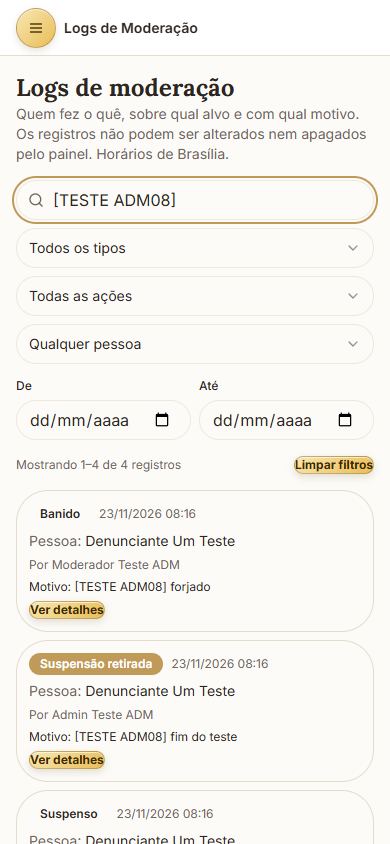 Logs de Moderação
Logs de moderação
Quem fez o quê, sobre qual alvo e com qual motivo.
Os registros não podem ser alterados nem apagados
pelo painel. Horários de Brasília.
[TESTE ADM08]
Todos os tipos
Todas as ações
Qualquer pessoa
De Até
dd/mm/aaaa dd/mm/aaaa
Mostrando 1–4 de 4 registros Limpar filtros
Banido 23/11/2026 08:16
Pessoa: Denunciante Um Teste
Por Moderador Teste ADM
Motivo: [TESTE ADM08] forjado
Ver detalhes
Suspensão retirada 23/11/2026 08:16
Pessoa: Denunciante Um Teste
Por Admin Teste ADM
Motivo: [TESTE ADM08] fim do teste
Ver detalhes
Suspenso 23/11/2026 08:16
Pessoa: Denunciante Um Teste